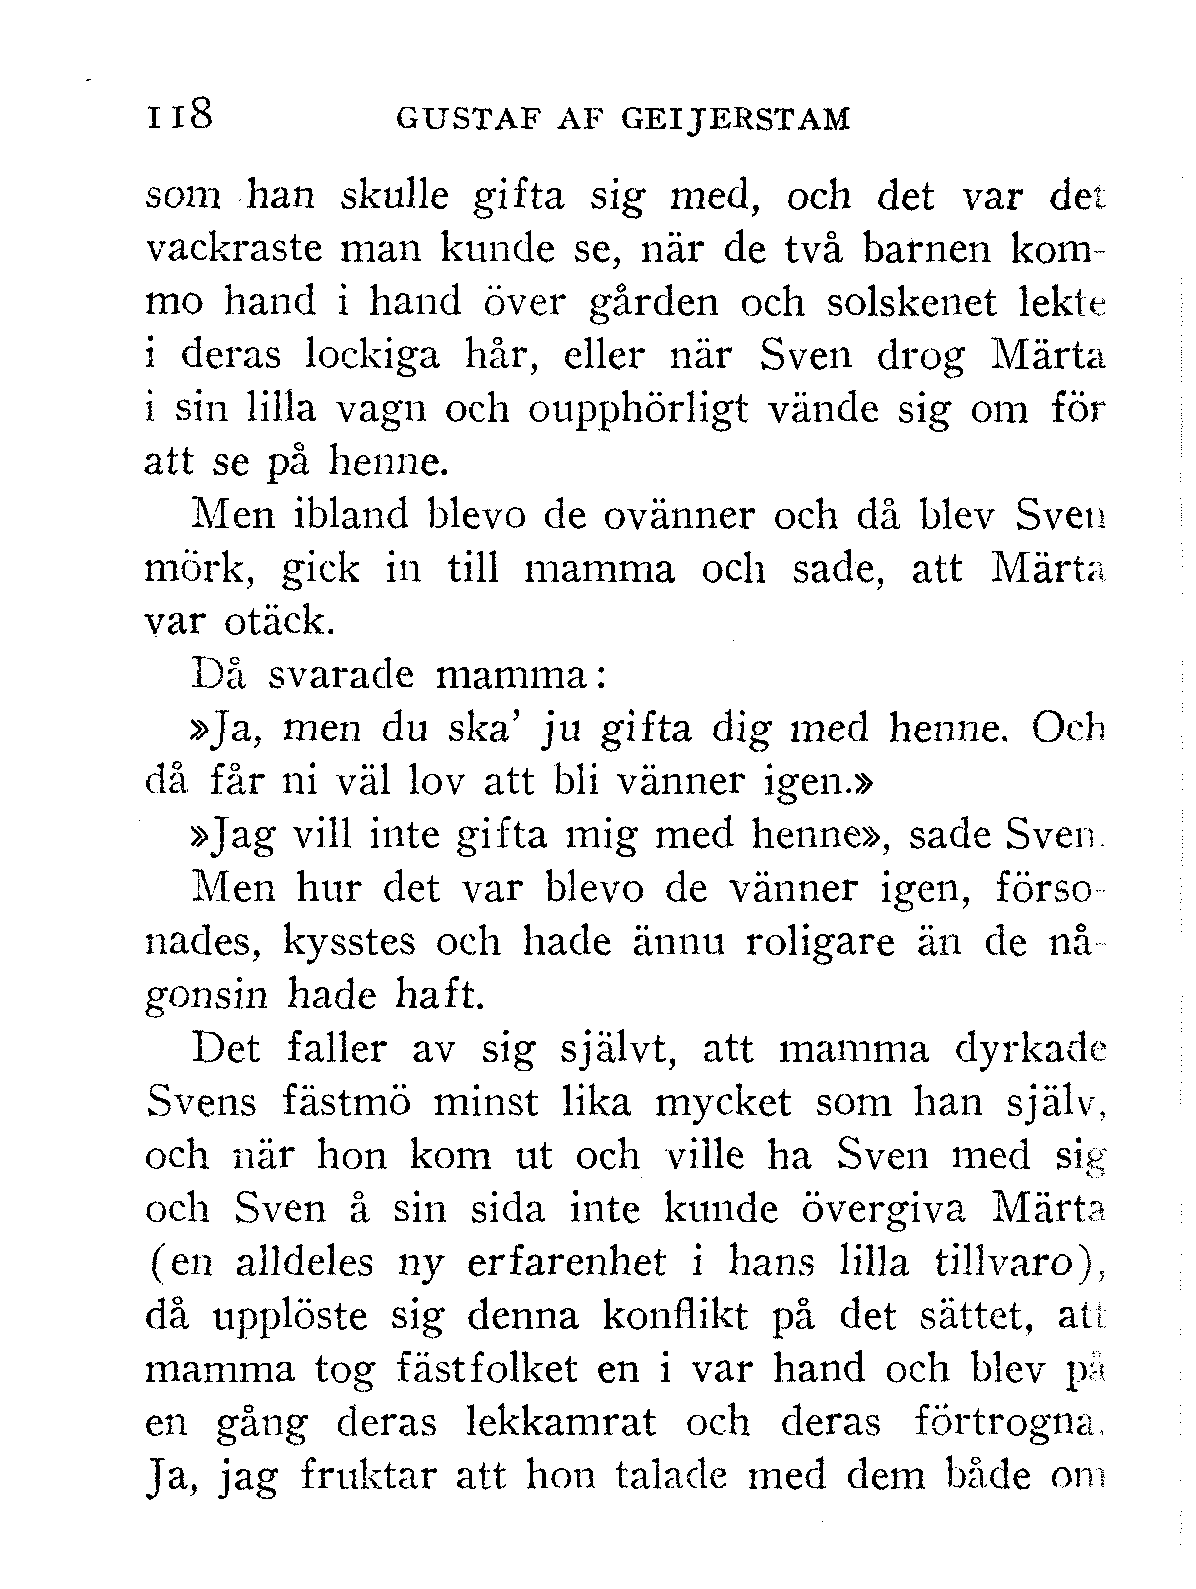 118 GUSTAF AF GEIJERSTAM
som han skulle gifta sig med, och det var det
vackraste man kunde se, när de två barnen kom-
mo hand i hand över gården och solskenet lekte
i deras lockiga hår, eller när Sven drog Märta
i sin lilla vagn och oupphörligt vände sig om för
att se på henne.
Men ibland blevo de ovänner och då blev Sven
mörk, gick in till mamma och sade, att Märta
var otäck.
Då svarade mamma:
»Ja, men du ska’ ju gifta dig med henne. Och
då får ni väl lov att bli vänner igen.»
»Jag vill inte gifta mig med henne», sade Sven.
Men hur det var blevo de vänner igen, förso-
nades, kysstes och hade ännu roligare än de nå-
gonsin hade haft.
Det faller av sig självt, att mamma dyrkade
Svens fästmö minst lika mycket som han själv,
och när hon kom ut och ville ha Sven med sig
och Sven å sin sida inte kunde övergiva Märta
(en alldeles ny erfarenhet i hans lilla tillvaro),
då upplöste sig denna konflikt på det sättet, att
mamma tog fästfolket en i var hand och blev på
en gång deras lekkamrat och deras förtrogna.
Ja, jag fruktar att hon talade med dem både om